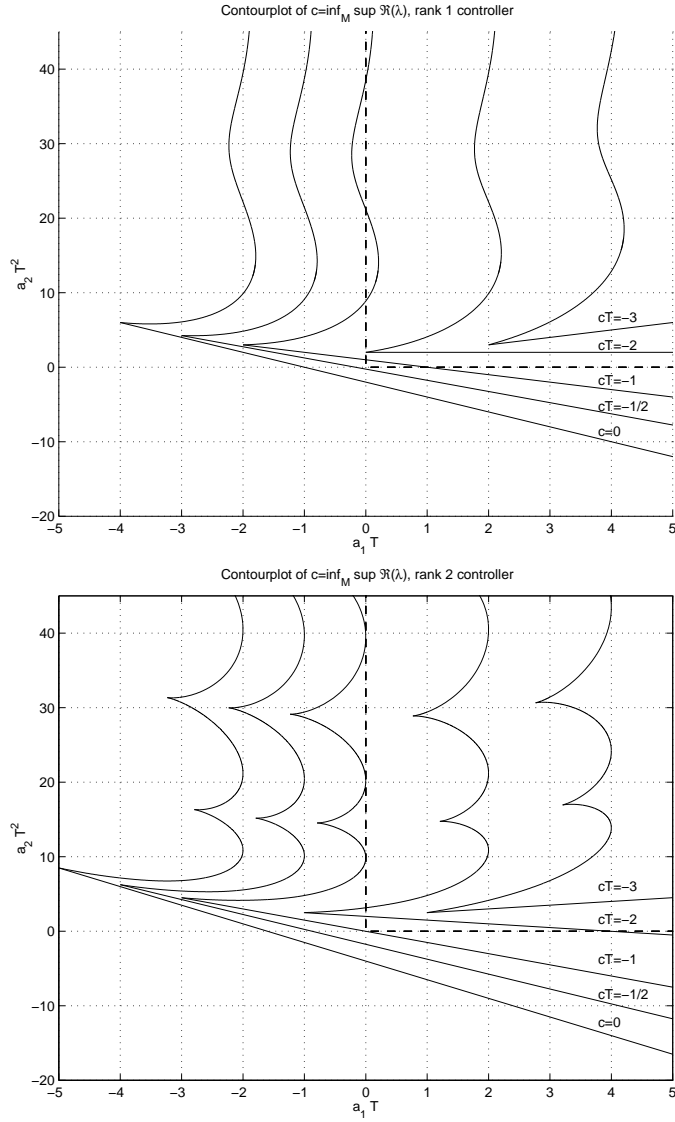 Contourplot of c=inf_M sup ℜ(λ), rank 1 controller
40
30
20
10
0
−10
−20
a_2 T^2
cT=−3
cT=−2
cT=−1
cT=−1/2
c=0
−5 −4 −3 −2 −1 0 1 2 3 4 5
a_1 T
Contourplot of c=inf_M sup ℜ(λ), rank 2 controller
40
30
20
10
0
−10
−20
a_2 T^2
cT=−3
cT=−2
cT=−1
cT=−1/2
c=0
−5 −4 −3 −2 −1 0 1 2 3 4 5
a_1 T